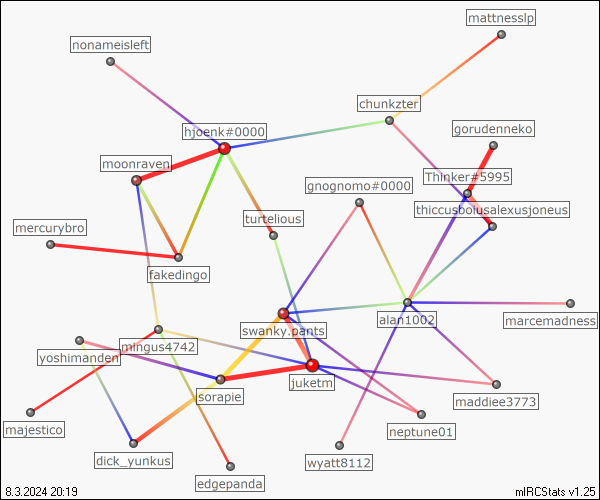 mattnesslp
nonameisleft
chunkzter
hjoenk#0000
gorudenneko
moonraven
Thinker#5995
gnognomo#0000
thiccusbolusalexusjoneus
turtelious
mercurybro
fakedingo
swanky.pants
alan1002
marcemadness
mingus4742
yoshimanden
juketm
sorapie
maddiee3773
majestico
neptune01
dick_yunkus
wyatt8112
edgepanda
8.3.2024 20:19
mIRCStats v1.25